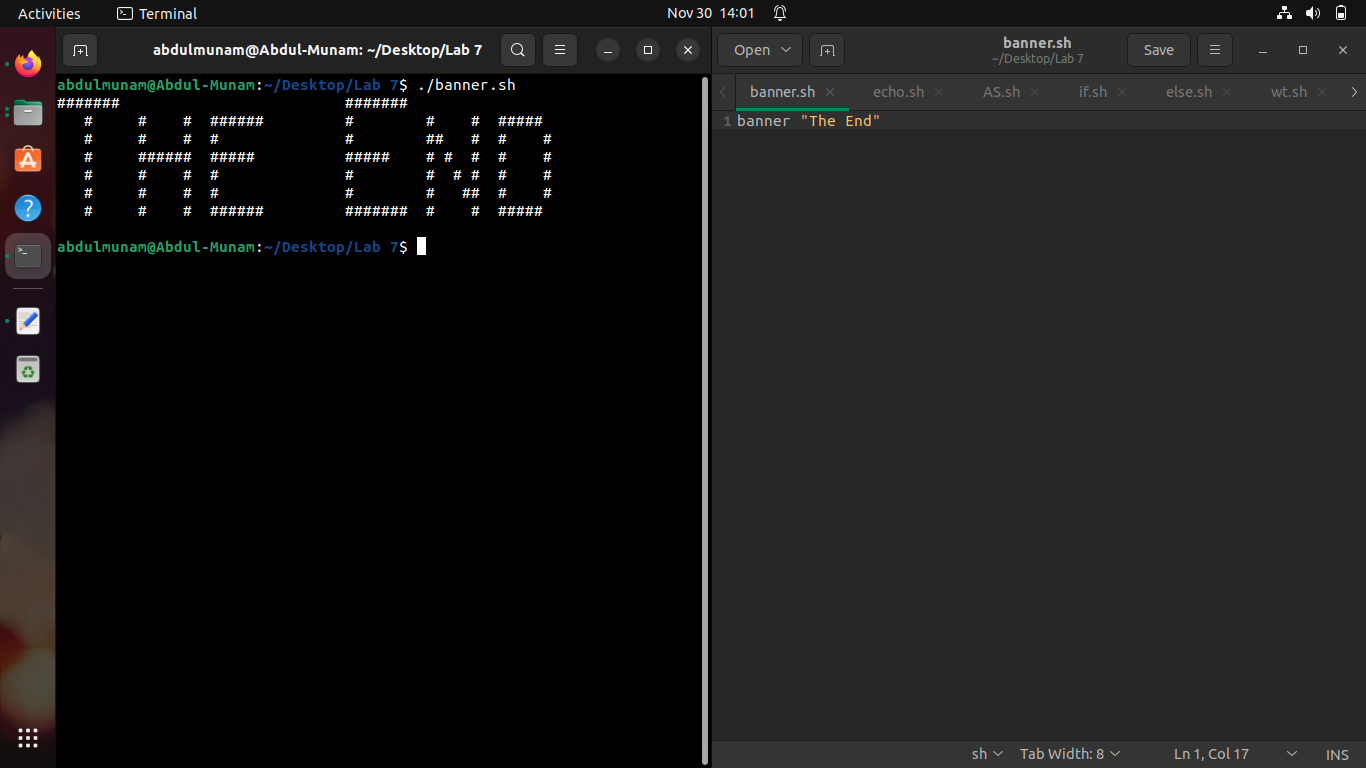 Activities
Terminal
Nov 30 14:01
abdulmunam@Abdul-Munam: ~/Desktop/Lab 7
abdulmunam@Abdul-Munam:~/Desktop/Lab 7$ ./banner.sh
#######                         #######
   #     #    #  ######         #        #    #  #####
   #     #    #  #              #        ##   #  #    #
   #     ######  #####          #####    # #  #  #    #
   #     #    #  #              #        #  # #  #    #
   #     #    #  #              #        #   ##  #    #
   #     #    #  ######         #######  #    #  #####
abdulmunam@Abdul-Munam:~/Desktop/Lab 7$
Open
banner.sh
~/Desktop/Lab 7
Save
banner.sh
echo.sh
AS.sh
if.sh
else.sh
wt.sh
1 banner "The End"
sh
Tab Width: 8
Ln 1, Col 17
INS